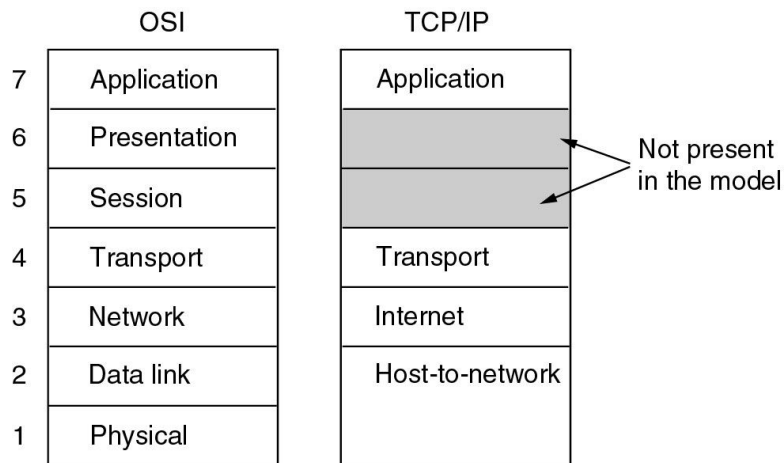 OSI TCP/IP
7 Application Application
6 Presentation
Not present
in the model
5 Session
4 Transport Transport
3 Network Internet
2 Data link Host-to-network
1 Physical